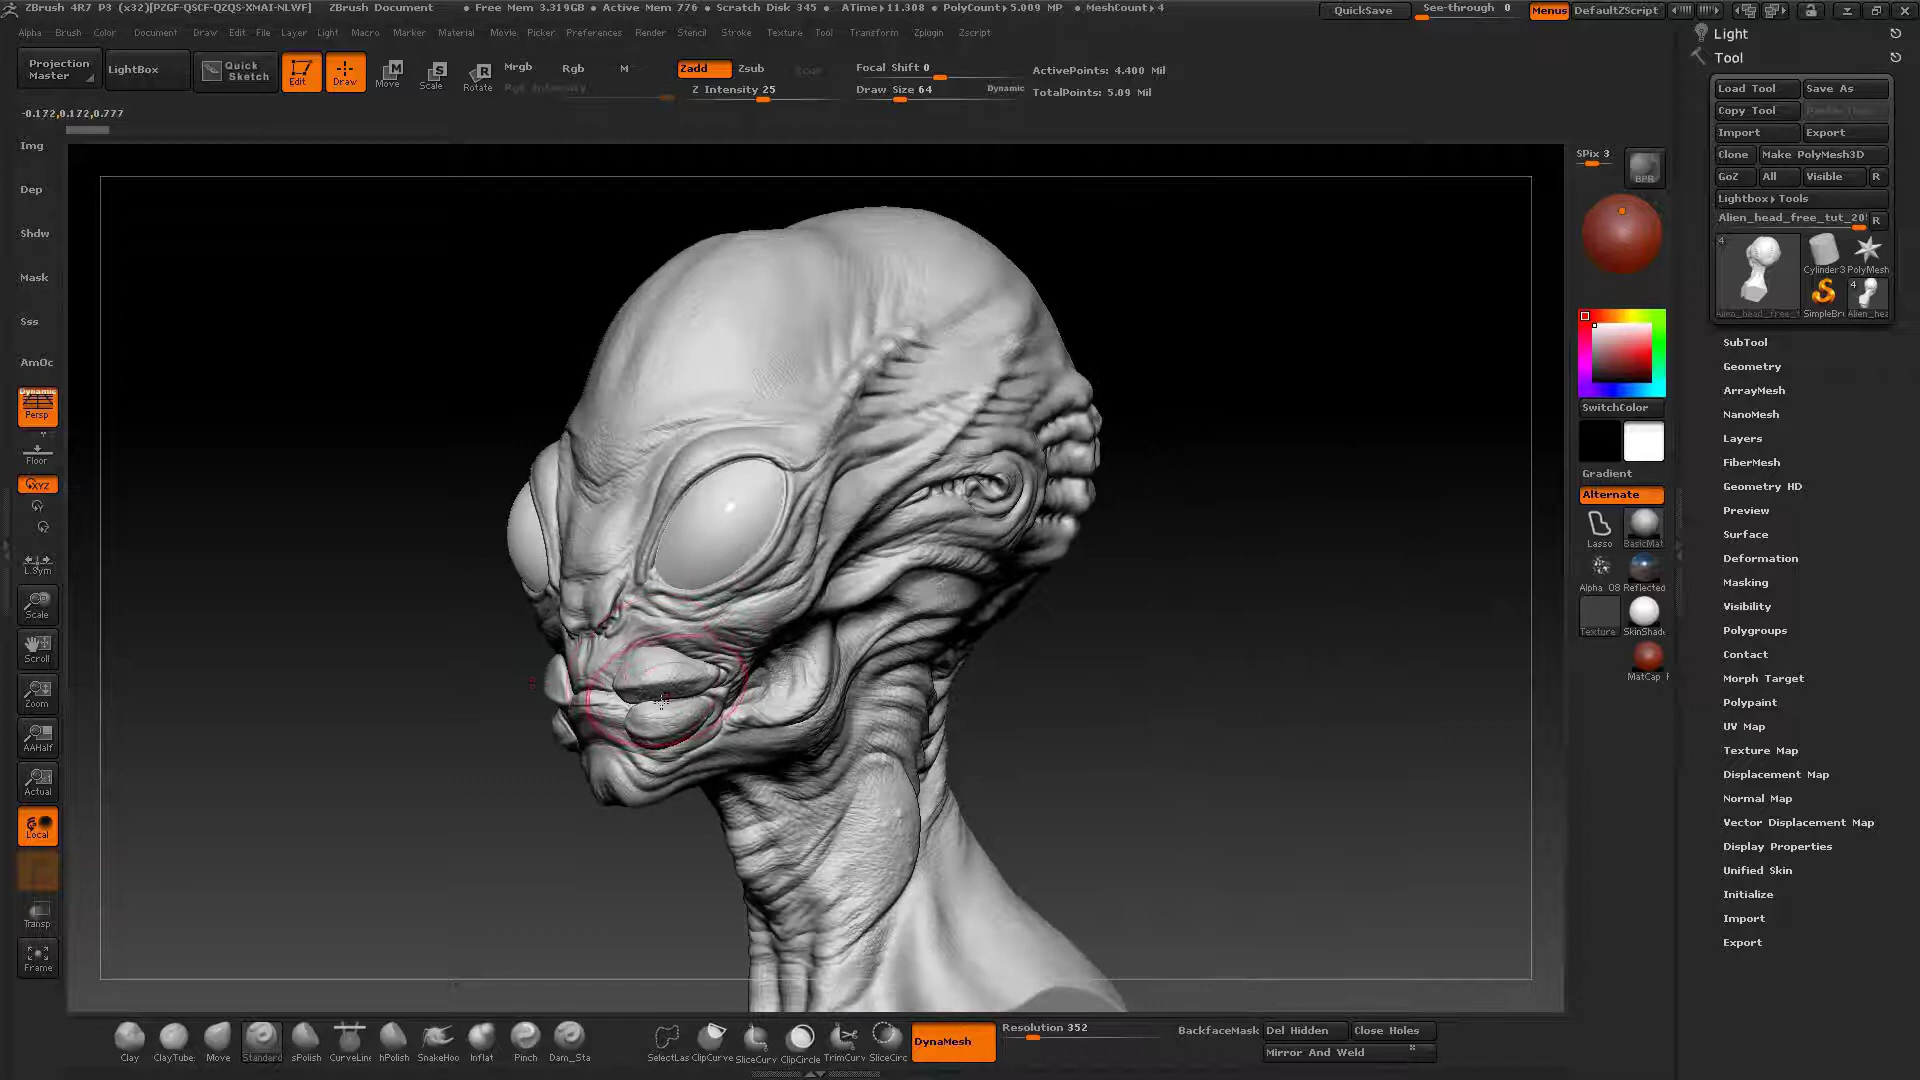 ZBrush 4R7 P3 (x32)[PZGF-QSCF-QZQS-XMAI-NLWF] ZBrush Document • Free Mem 3.319GB • Active Mem 776 • Scratch Disk 345 • ATime▸11.308 • PolyCount▸5.009 MP • MeshCount▸4 QuickSave See-through 0 Menus DefaultZScript
Alpha Brush Color Document Draw Edit File Layer Light Macro Marker Material Movie Picker Preferences Render Stencil Stroke Texture Tool Transform Zplugin Zscript
Light
Tool
Projection Master
LightBox
Quick Sketch
Edit
Draw
Move
Scale
Rotate
Mrgb Rgb M
Rgb Intensity
Zadd Zsub
Z Intensity 25
Focal Shift 0
Draw Size 64
Dynamic
ActivePoints: 4.400 Mil
TotalPoints: 5.09 Mil
-0.172,0.172,0.777
Img
Dep
Shdw
Mask
Sss
AmOc
Dynamic
Persp
Floor
XYZ
L.Sym
Scale
Scroll
Zoom
AAHalf
Actual
Local
Transp
Frame
SPix 3
BPR
SwitchColor
Gradient
Alternate
Lasso
BasicMat
Alpha 08
Reflected
Texture
SkinShade
MatCap
Load Tool
Save As
Copy Tool
Import
Export
Clone
Make PolyMesh3D
GoZ
All
Visible
R
Lightbox▸Tools
Alien_head_free_tut_20
R
4
Cylinder3
PolyMesh
Alien_head_free_t
SimpleBru
4
Alien_hea
SubTool
Geometry
ArrayMesh
NanoMesh
Layers
FiberMesh
Geometry HD
Preview
Surface
Deformation
Masking
Visibility
Polygroups
Contact
Morph Target
Polypaint
UV Map
Texture Map
Displacement Map
Normal Map
Vector Displacement Map
Display Properties
Unified Skin
Initialize
Import
Export
Clay
ClayTube
Move
Standard
sPolish
CurveLine
hPolish
SnakeHoo
Inflat
Pinch
Dam_Sta
SelectLas
ClipCurve
SliceCurv
ClipCircle
TrimCurv
SliceCirc
DynaMesh
Resolution 352
BackfaceMask
Del Hidden
Close Holes
Mirror And Weld